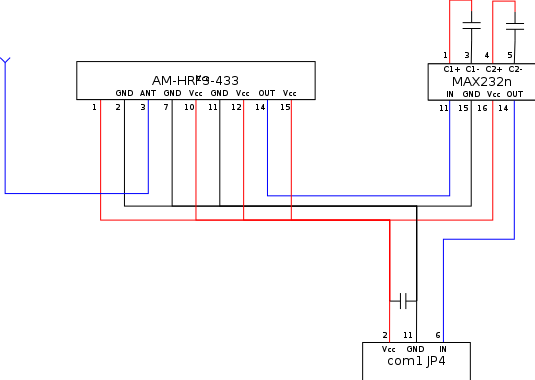 1 3 4 5
C1+ C1- C2+ C2-
MAX232n
IN GND Vcc OUT
11 15 16 14
AM-HRF9-433
GND ANT GND Vcc GND Vcc OUT Vcc
1 2 3 7 10 11 12 14 15
2 11 6
Vcc GND IN
com1 JP4